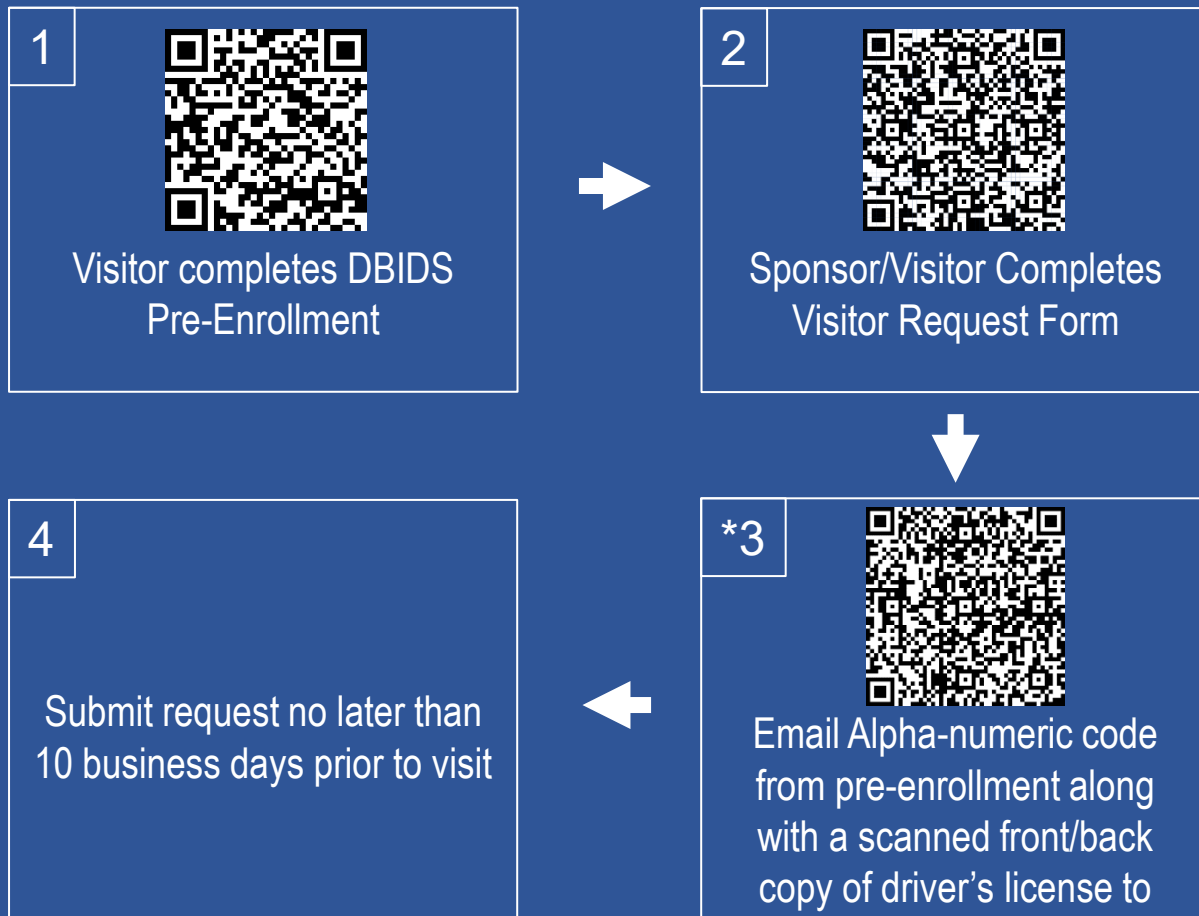 1
Visitor completes DBIDS
Pre-Enrollment
2
Sponsor/Visitor Completes
Visitor Request Form
*3
Email Alpha-numeric code
from pre-enrollment along
with a scanned front/back
copy of driver’s license to
4
Submit request no later than
10 business days prior to visit